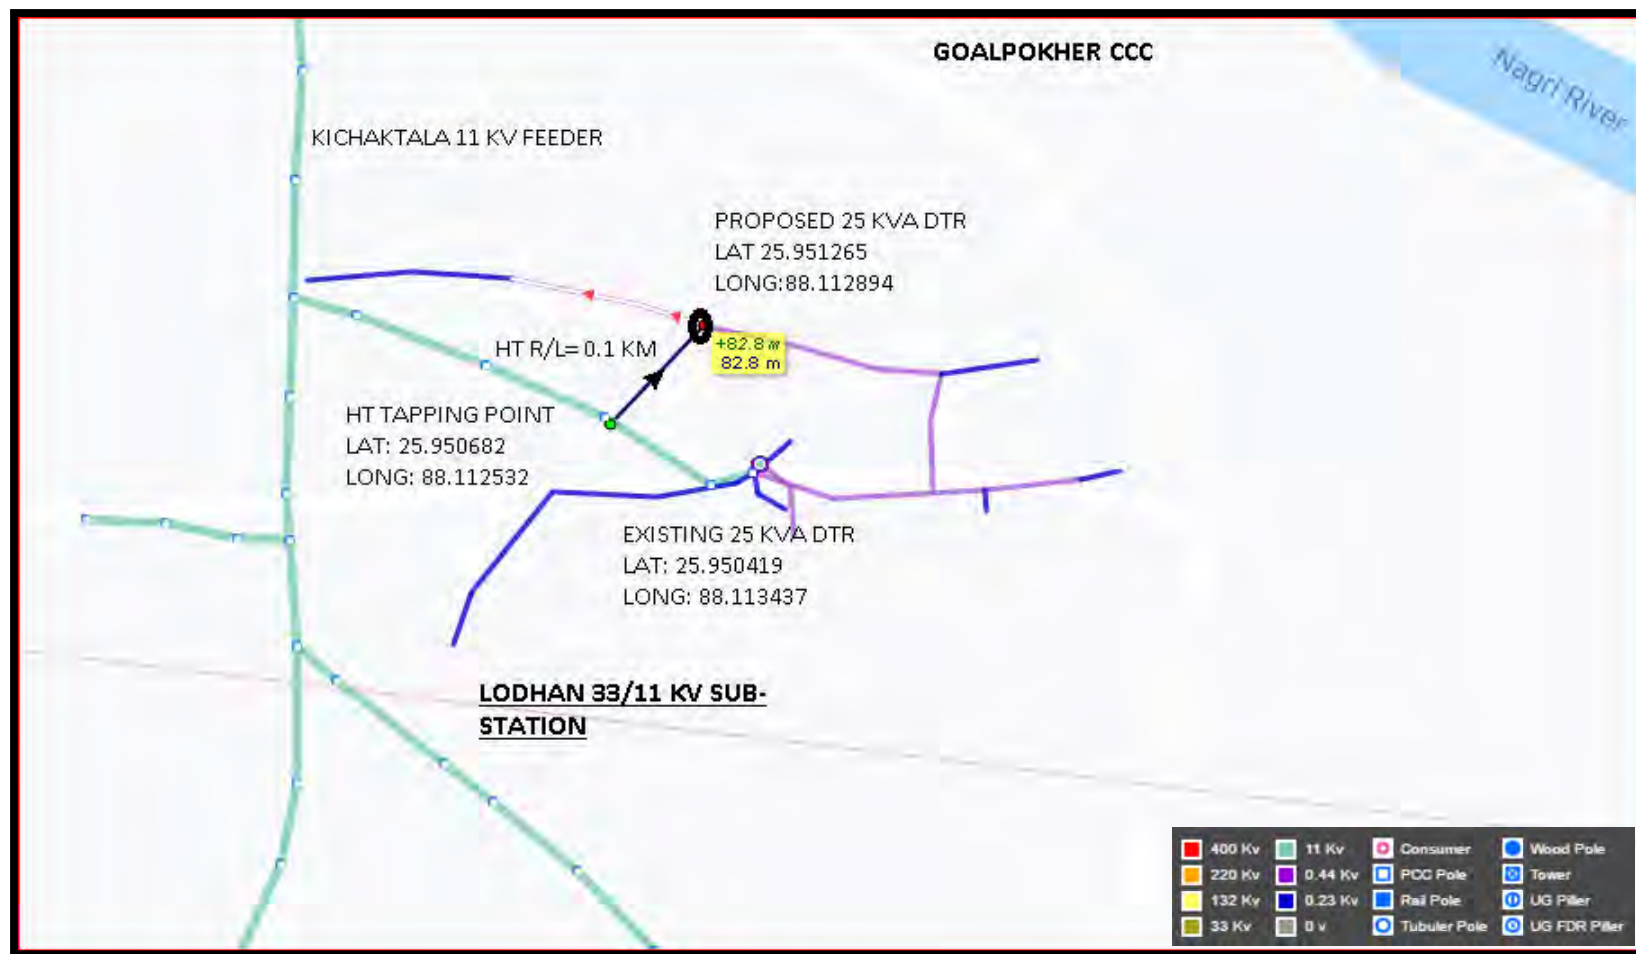 GOALPOKHER CCC
Nagri River
KICHAKTALA 11 KV FEEDER
PROPOSED 25 KVA DTR
LAT 25.951265
LONG:88.112894
HT R/L= 0.1 KM
+82.8 m
82.8 m
HT TAPPING POINT
LAT: 25.950682
LONG: 88.112532
EXISTING 25 KVA DTR
LAT: 25.950419
LONG: 88.113437
LODHAN 33/11 KV SUB-
STATION
400 Kv 11 Kv Consumer Wood Pole
220 Kv 0.44 Kv PCC Pole Tower
132 Kv 0.23 Kv Rail Pole UG Piller
33 Kv 0 v Tubuler Pole UG FDR Piller